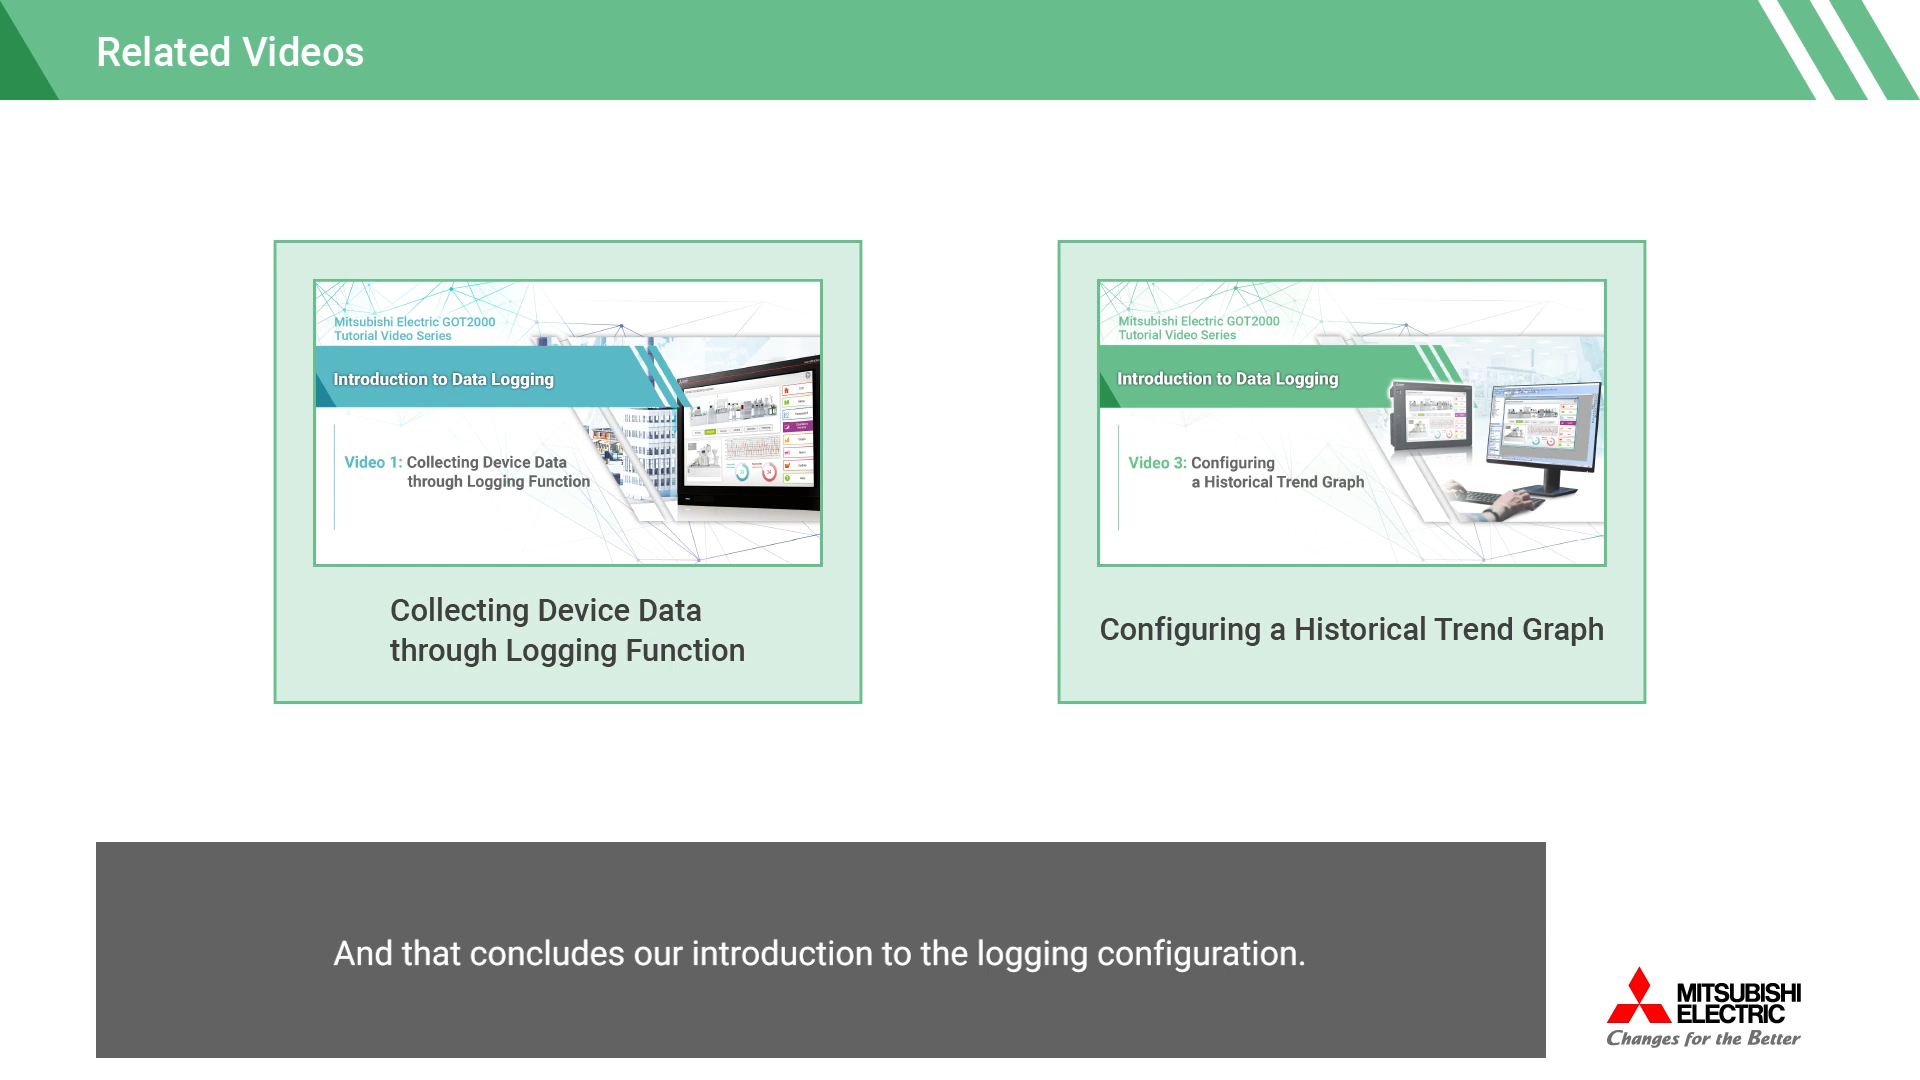 Related Videos
Mitsubishi Electric GOT2000
Tutorial Video Series
Introduction to Data Logging
Video 1: Collecting Device Data
through Logging Function
Collecting Device Data
through Logging Function
Mitsubishi Electric GOT2000
Tutorial Video Series
Introduction to Data Logging
Video 3: Configuring
a Historical Trend Graph
Configuring a Historical Trend Graph
And that concludes our introduction to the logging configuration.
MITSUBISHI
ELECTRIC
Changes for the Better